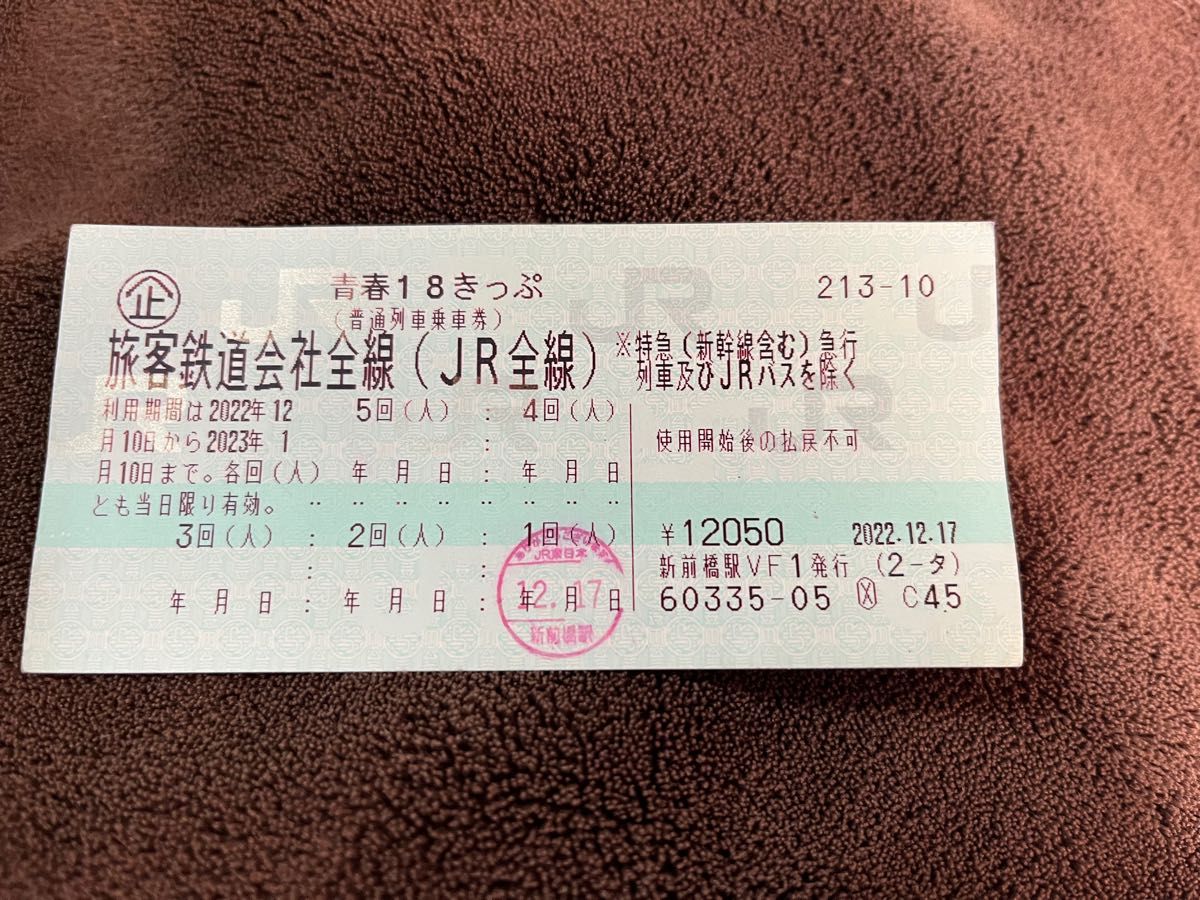 企 青春18きっぷ 213-10
(普通列車乗車券)
旅客鉄道会社全線(JR全線) ※特急(新幹線含む)急行
列車及びJRバスを除く
利用期間は2022年12 5回(人) : 4回(人)
月10日から2023年 1 : 使用開始後の払戻不可
月10日まで。各回(人) 年 月 日 : 年 月 日
とも当日限り有効。
3回(人) : 2回(人) : 1回(人) ¥12050 2022.12.17
: : JR東日本 新前橋駅VF1発行 (2-タ)
年 月 日 : 年 月 日 : 年 月 日 60335-05 C45
12.17
新前橋